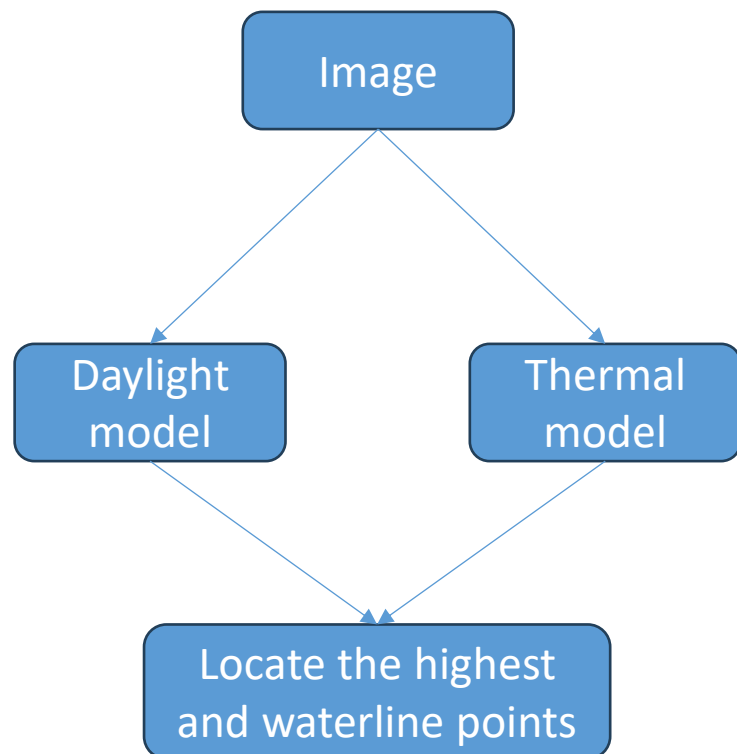 Image
Daylight
model
Thermal
model
Locate the highest
and waterline points